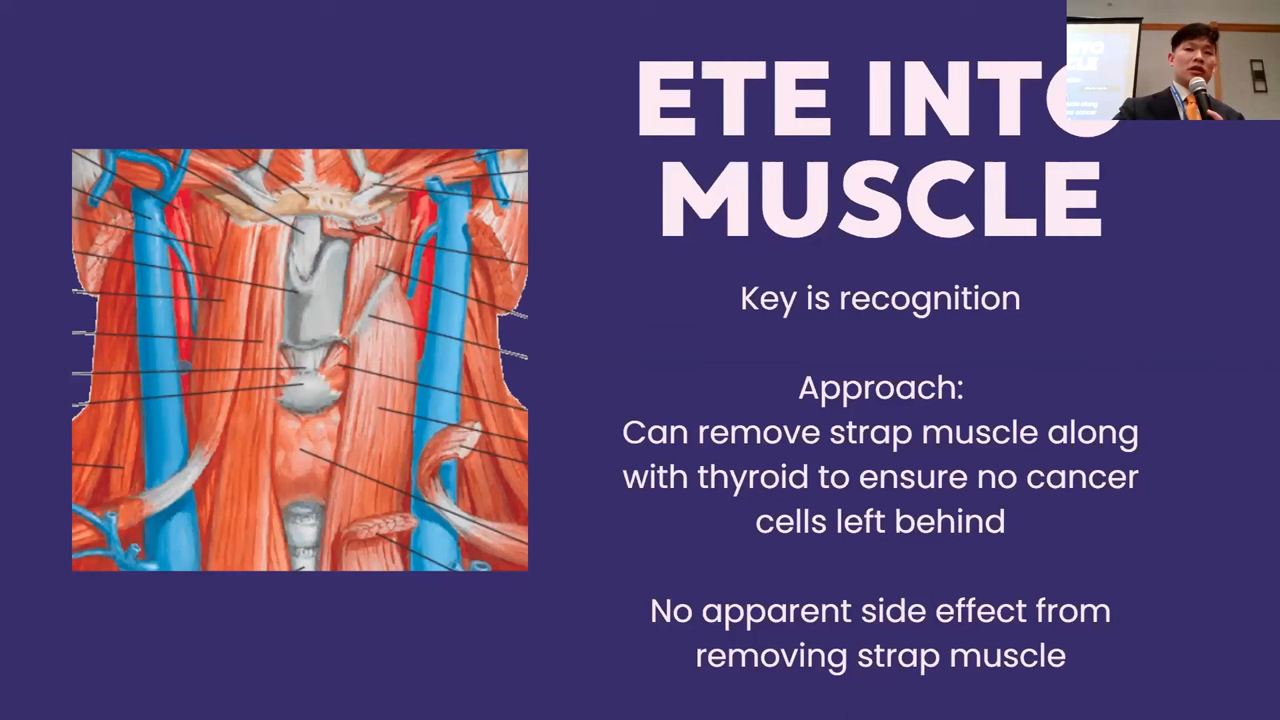 ETE INTO
MUSCLE
Key is recognition
Approach:
Can remove strap muscle along
with thyroid to ensure no cancer
cells left behind
No apparent side effect from
removing strap muscle